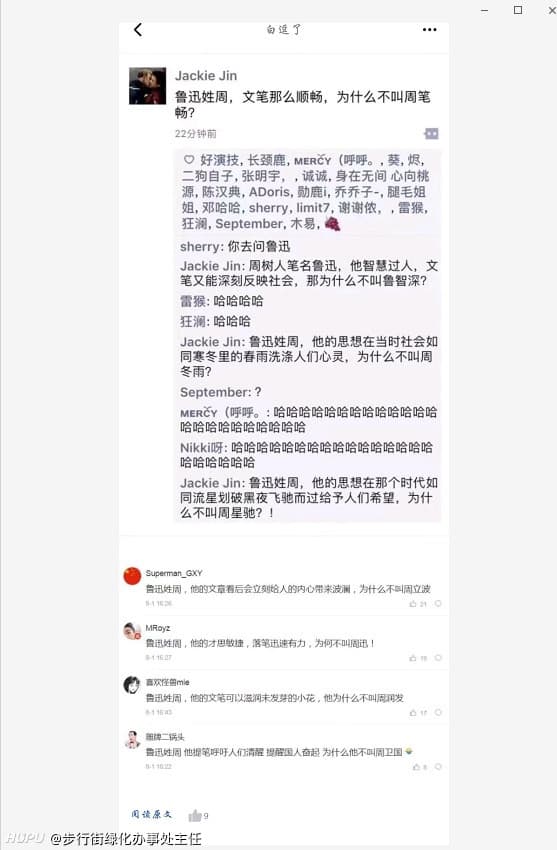 白逗了
Jackie Jin
鲁迅姓周，文笔那么顺畅，为什么不叫周笔
畅？
22分钟前
好演技, 长颈鹿, ᴍᴇʀČʏ（呼呼。, 葵, 烬,
二狗自子, 张明宇，, 诚诚, 身在无间 心向桃
源, 陈汉典, ADoris, 勋鹿i, 乔乔子-, 腿毛姐
姐, 邓哈哈, sherry, limit7, 谢谢侬，, 雷猴,
狂澜, September, 木易, 🍇
sherry: 你去问鲁迅
Jackie Jin: 周树人笔名鲁迅，他智慧过人，文
笔又能深刻反映社会，那为什么不叫鲁智深？
雷猴: 哈哈哈哈
狂澜: 哈哈哈
Jackie Jin: 鲁迅姓周，他的思想在当时社会如
同寒冬里的春雨洗涤人们心灵，为什么不叫周
冬雨？
September: ？
ᴍᴇʀČʏ（呼呼。: 哈哈哈哈哈哈哈哈哈哈哈哈哈
哈哈哈哈哈哈哈哈哈哈
Nikki呀: 哈哈哈哈哈哈哈哈哈哈哈哈哈哈哈哈
哈哈哈哈哈哈
Jackie Jin: 鲁迅姓周，他的思想在那个时代如
同流星划破黑夜飞驰而过给予人们希望，为什
么不叫周星驰？！
Superman_GXY
鲁迅姓周，他的文章看后会立刻给人的内心带来波澜，为什么不叫周立波
9-1 16:26 21
MRoyz
鲁迅姓周，他的才思敏捷，落笔迅速有力，为何不叫周迅！
9-1 16:27 19
喜欢怪兽mie
鲁迅姓周，他的文笔可以滋润未发芽的小花，他为什么不叫周润发
9-1 16:43 17
雕牌二锅头
鲁迅姓周 他提笔呼吁人们清醒 提醒国人奋起 为什么他不叫周卫国
9-1 16:22 8
阅读原文 9
HUPU @步行街绿化办事处主任